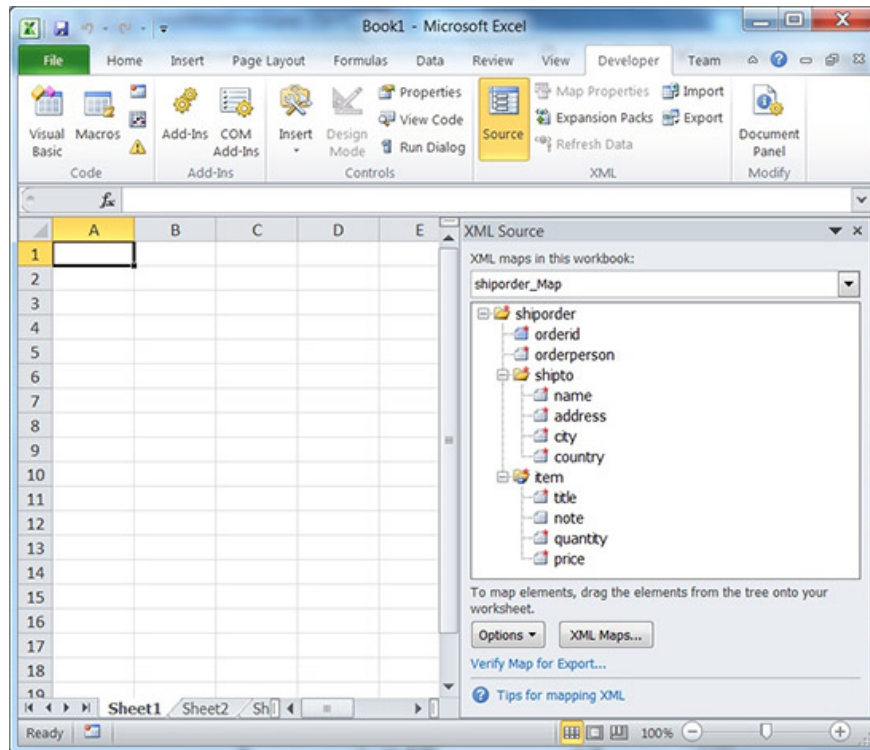 Book1 - Microsoft Excel
File Home Insert Page Layout Formulas Data Review View Developer Team
Visual Basic
Macros
Code
Add-Ins
COM Add-Ins
Add-Ins
Insert
Design Mode
Properties
View Code
Run Dialog
Controls
Source
Map Properties
Expansion Packs
Refresh Data
Import
Export
XML
Document Panel
Modify
fx
A B C D E
1
2
3
4
5
6
7
8
9
10
11
12
13
14
15
16
17
18
19
XML Source
XML maps in this workbook:
shiporder_Map
shiporder
orderid
orderperson
shipto
name
address
city
country
item
title
note
quantity
price
To map elements, drag the elements from the tree onto your
worksheet.
Options
XML Maps...
Verify Map for Export...
Tips for mapping XML
Sheet1 Sheet2 Sh
Ready
100%